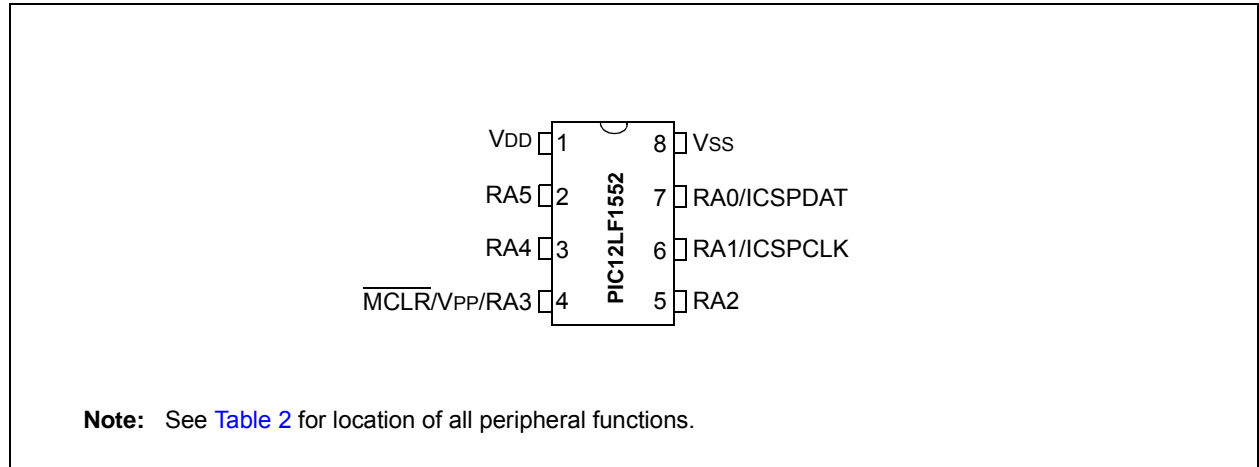 VDD 1 8 VSS
RA5 2 7 RA0/ICSPDAT
RA4 3 6 RA1/ICSPCLK
MCLR/VPP/RA3 4 5 RA2
PIC12LF1552
Note: See Table 2 for location of all peripheral functions.